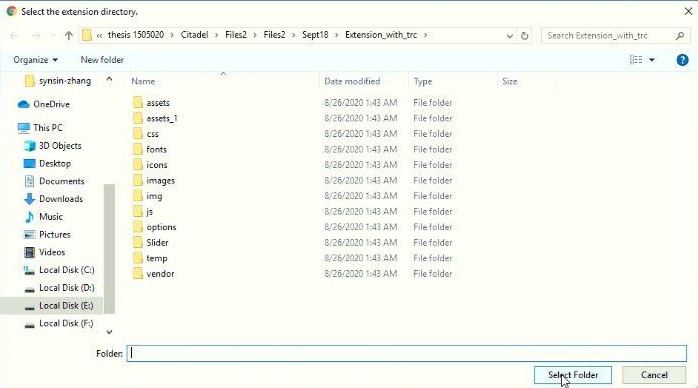 Select the extension directory.
« thesis 1505020 > Citadel > Files2 > Files2 > Sept18 > Extension_with_trc >
Search Extension_with_trc
Organize
New folder
Name Date modified Type Size
synsin-zhang
OneDrive
This PC
3D Objects
Desktop
Documents
Downloads
Music
Pictures
Videos
Local Disk (C:)
Local Disk (D:)
Local Disk (E:)
Local Disk (F:)
assets 8/26/2020 1:43 AM File folder
assets_1 8/26/2020 1:43 AM File folder
css 8/26/2020 1:43 AM File folder
fonts 8/26/2020 1:43 AM File folder
icons 8/26/2020 1:43 AM File folder
images 8/26/2020 1:43 AM File folder
img 8/26/2020 1:43 AM File folder
js 8/26/2020 1:43 AM File folder
options 8/26/2020 1:43 AM File folder
Slider 8/26/2020 1:43 AM File folder
temp 8/26/2020 1:43 AM File folder
vendor 8/26/2020 1:43 AM File folder
Folder:
Select Folder
Cancel